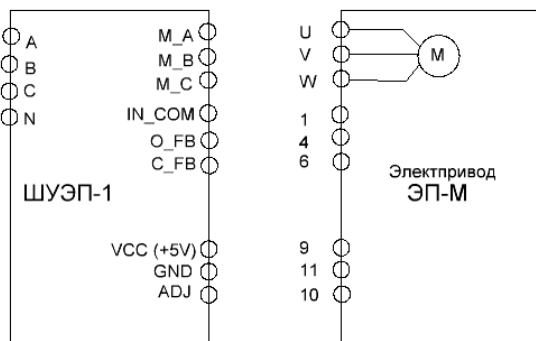 A
B
C
N
ШУЭП-1
M_A
M_B
M_C
IN_COM
O_FB
C_FB
VCC (+5V)
GND
ADJ
U
V
W
1
4
6
9
11
10
M
Электпривод
ЭП-М